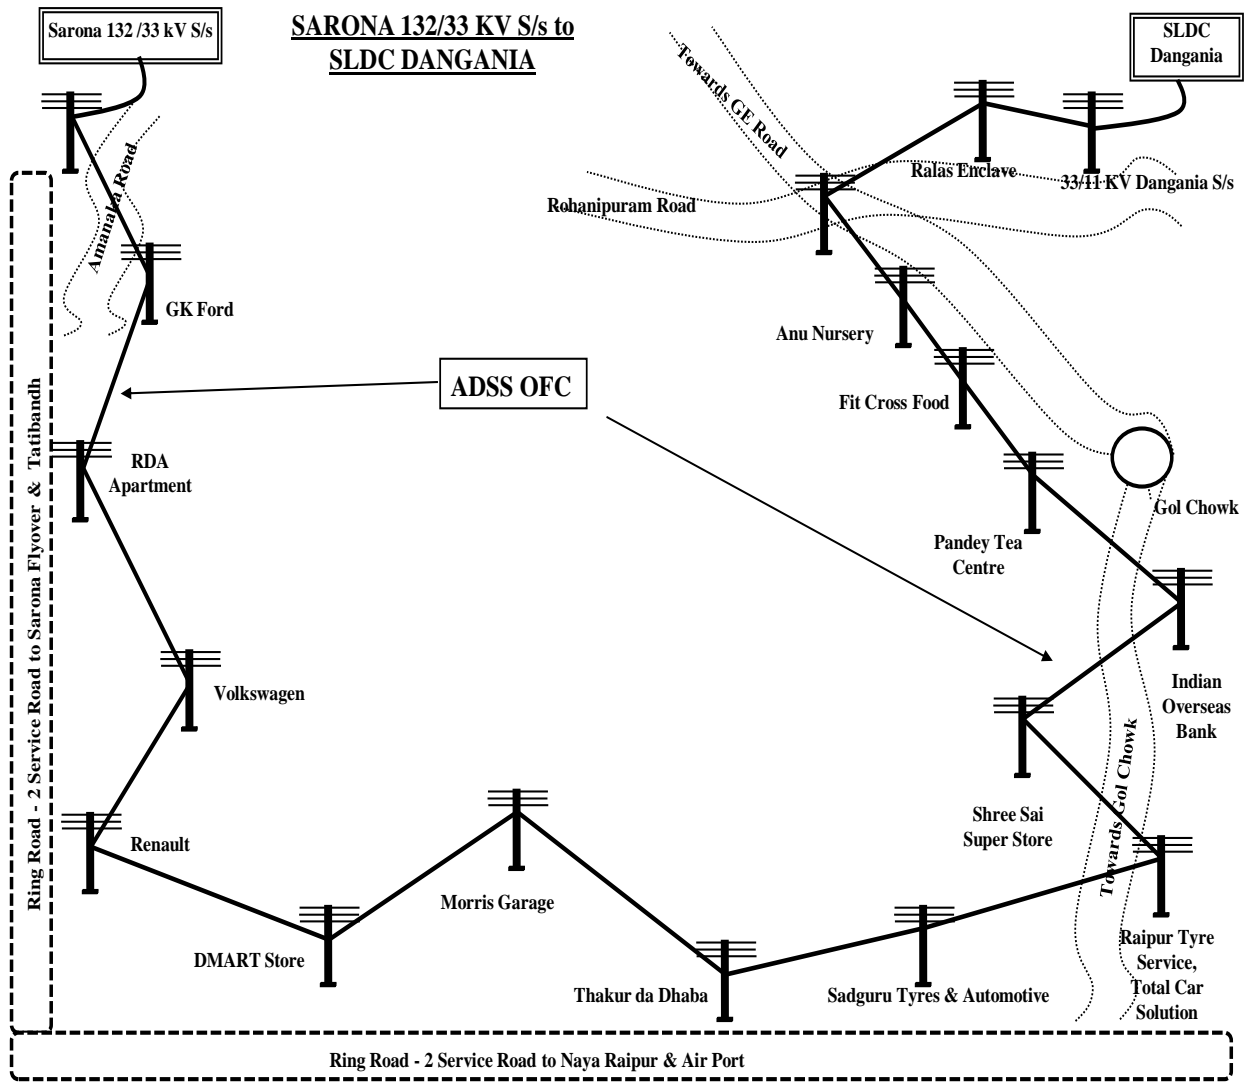 Sarona 132 /33 kV S/s
SARONA 132/33 KV S/s to
SLDC DANGANIA
SLDC
Dangania
Towards GE Road
Amanaka Road
Ralas Enclave
33/11 KV Dangania S/s
Rohanipuram Road
GK Ford
Anu Nursery
ADSS OFC
Fit Cross Food
RDA
Apartment
Gol Chowk
Pandey Tea
Centre
Ring Road - 2 Service Road to Sarona Flyover & Tatibandh
Volkswagen
Indian
Overseas
Bank
Towards Gol Chowk
Shree Sai
Super Store
Renault
Morris Garage
DMART Store
Raipur Tyre
Service,
Total Car
Solution
Thakur da Dhaba
Sadguru Tyres & Automotive
Ring Road - 2 Service Road to Naya Raipur & Air Port